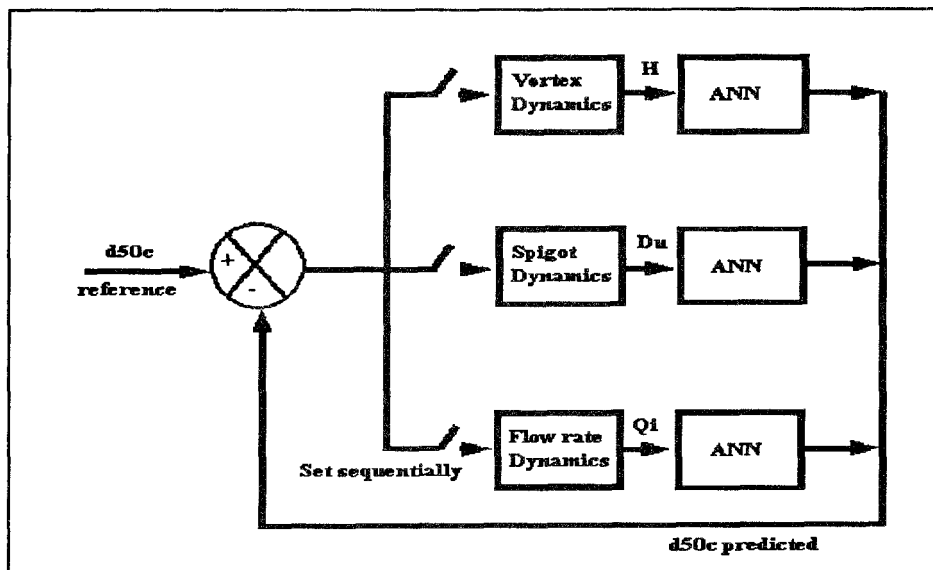 H
Vortex
Dynamics
ANN
d50c
reference
+
-
Du
Spigot
Dynamics
ANN
Qi
Flow rate
Dynamics
ANN
Set sequentially
d50c predicted